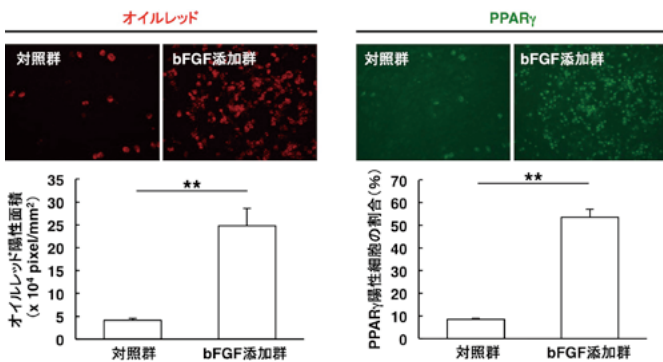 オイルレッド
対照群
bFGF添加群
オイルレッド陽性面積
(x 10⁴ pixel/mm²)
35
30
25
20
15
10
5
0
**
対照群
bFGF添加群
PPARγ
対照群
bFGF添加群
PPARγ陽性細胞の割合(%)
70
60
50
40
30
20
10
0
**
対照群
bFGF添加群